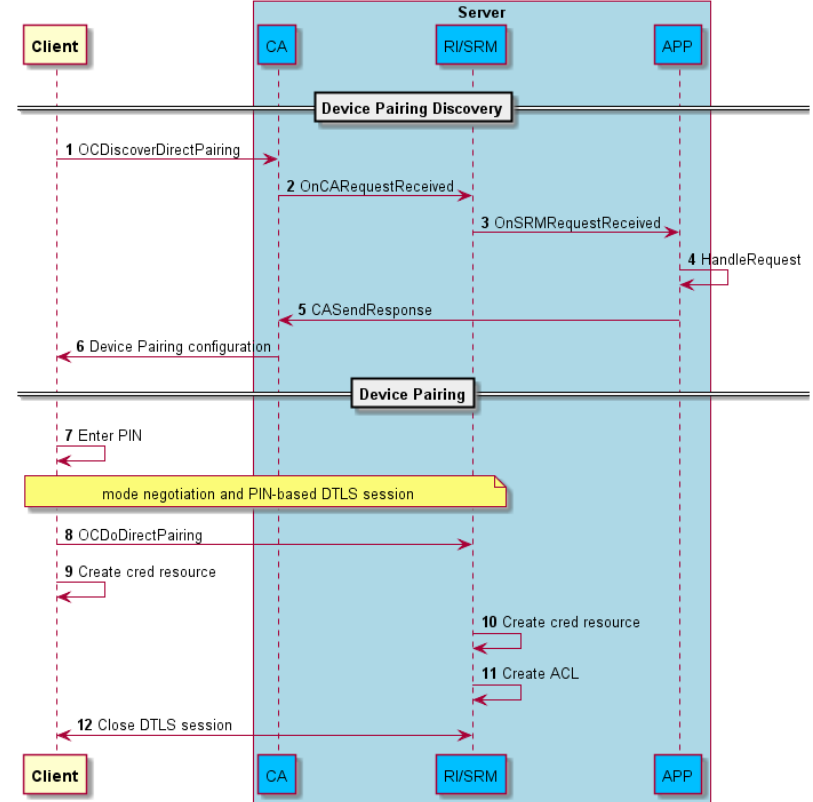 Server
Client
CA
RI/SRM
APP
Device Pairing Discovery
1 OCDiscoverDirectPairing
2 OnCARequestReceived
3 OnSRMRequestReceived
4 HandleRequest
5 CASendResponse
6 Device Pairing configuration
Device Pairing
7 Enter PIN
mode negotiation and PIN-based DTLS session
8 OCDoDirectPairing
9 Create cred resource
10 Create cred resource
11 Create ACL
12 Close DTLS session
Client
CA
RI/SRM
APP